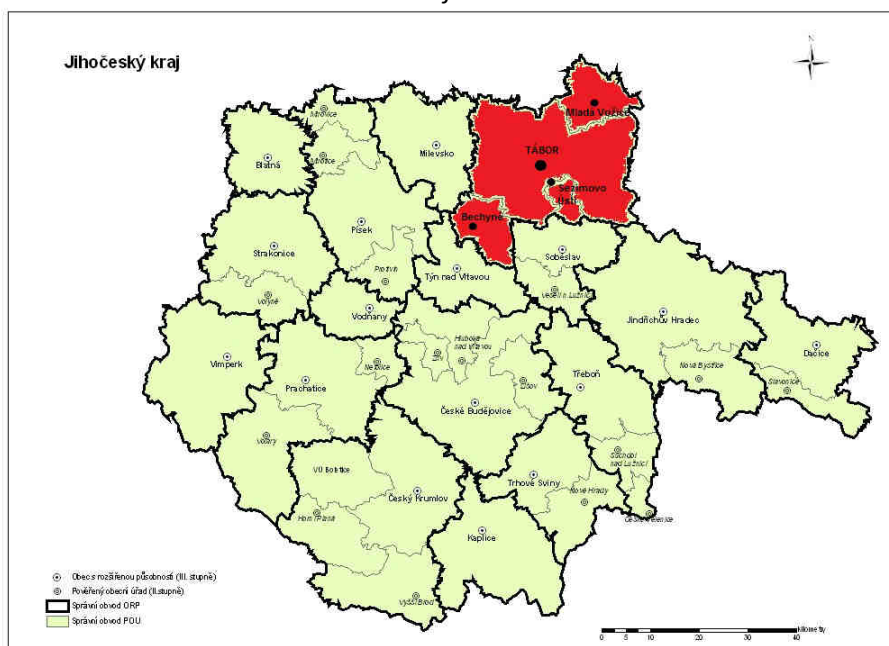 Jihočeský kraj
N
Mladá Vožice
Mirovice
Milevsko
TÁBOR
Mirotice
Blatná
Sezimovo
Ústí
Bechyně
Písek
Strakonice
Soběslav
Protivín
Týn nad Vltavou
Volyně
Veselí n.Lužnicí
Vodňany
Jindřichův Hradec
Hluboká
nad Vltavou
Dačice
Vimperk
Netolice
Nová Bystřice
Prachatice
Lišov
Třeboň
Slavonice
České Budějovice
Volary
Suchdol
nad Lužnicí
VÚ Boletice
Český Krumlov
Trhové Sviny
Nové Hrady
Horní Planá
České Velenice
Kaplice
Obec s rozšířenou působností (III. stupně)
Pověřený obecní úřad (II.stupně)
Vyšší Brod
Správní obvod ORP
Správní obvod POU
kilometry
0 5 10 20 30 40